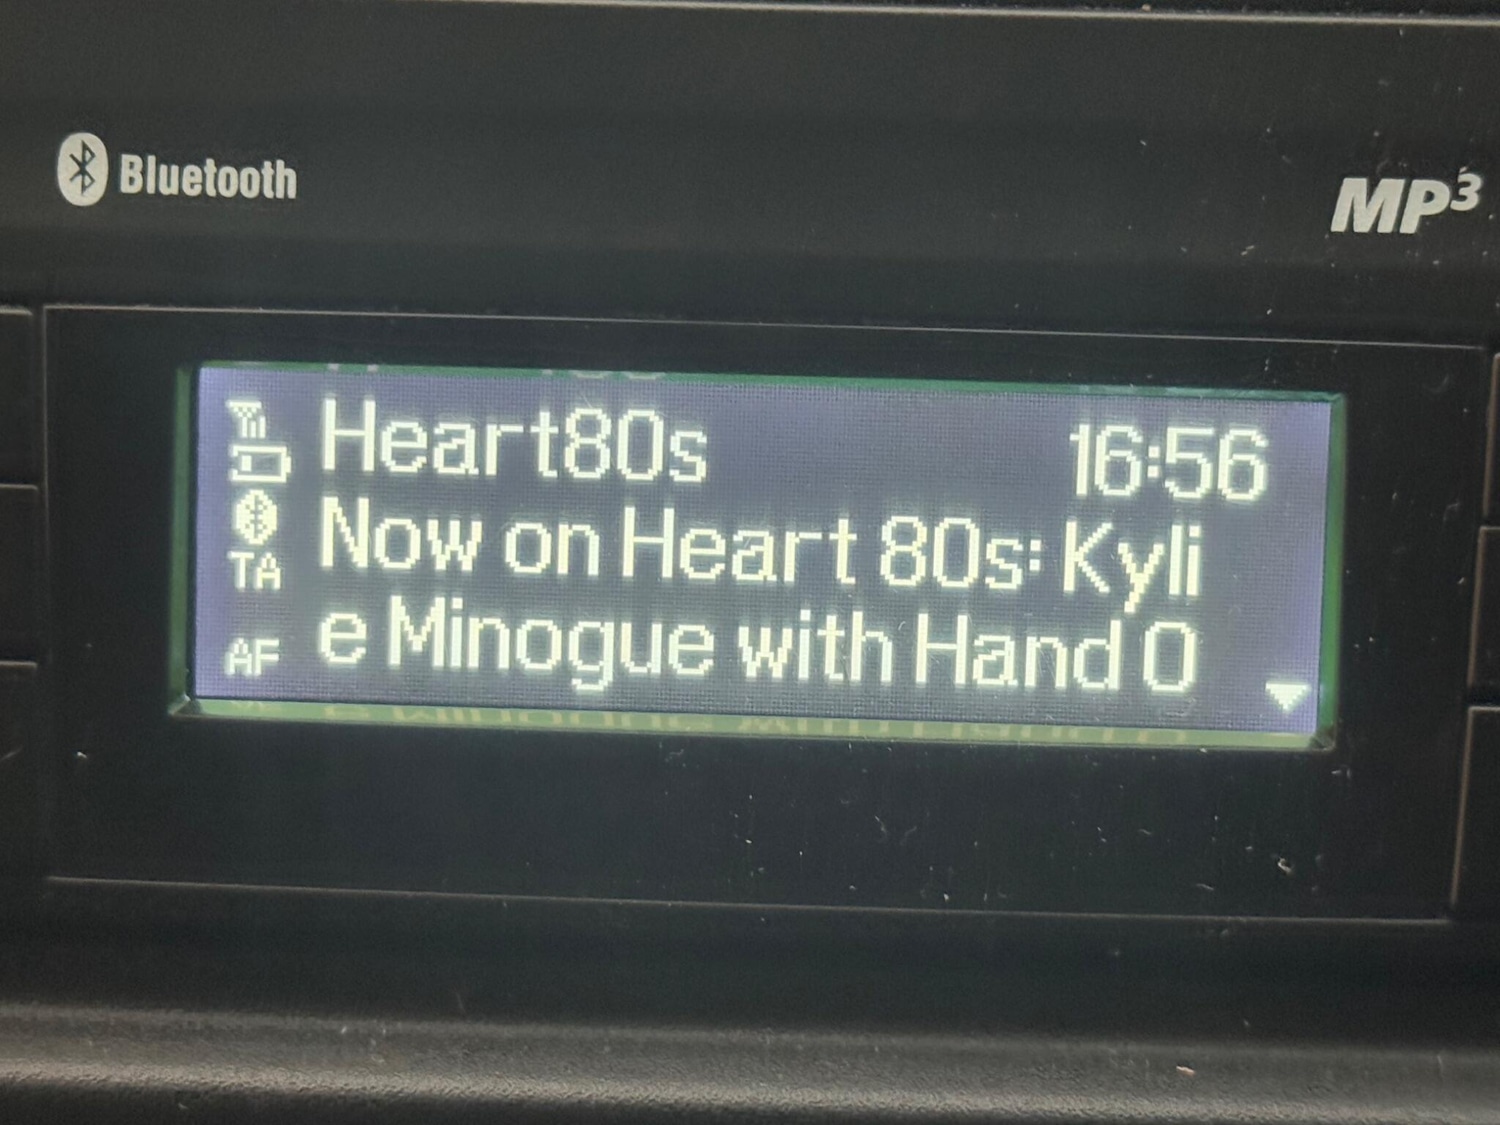 Bluetooth
MP3
Heart80s 16:56
Now on Heart 80s: Kyli
e Minogue with Hand O
TA
AF